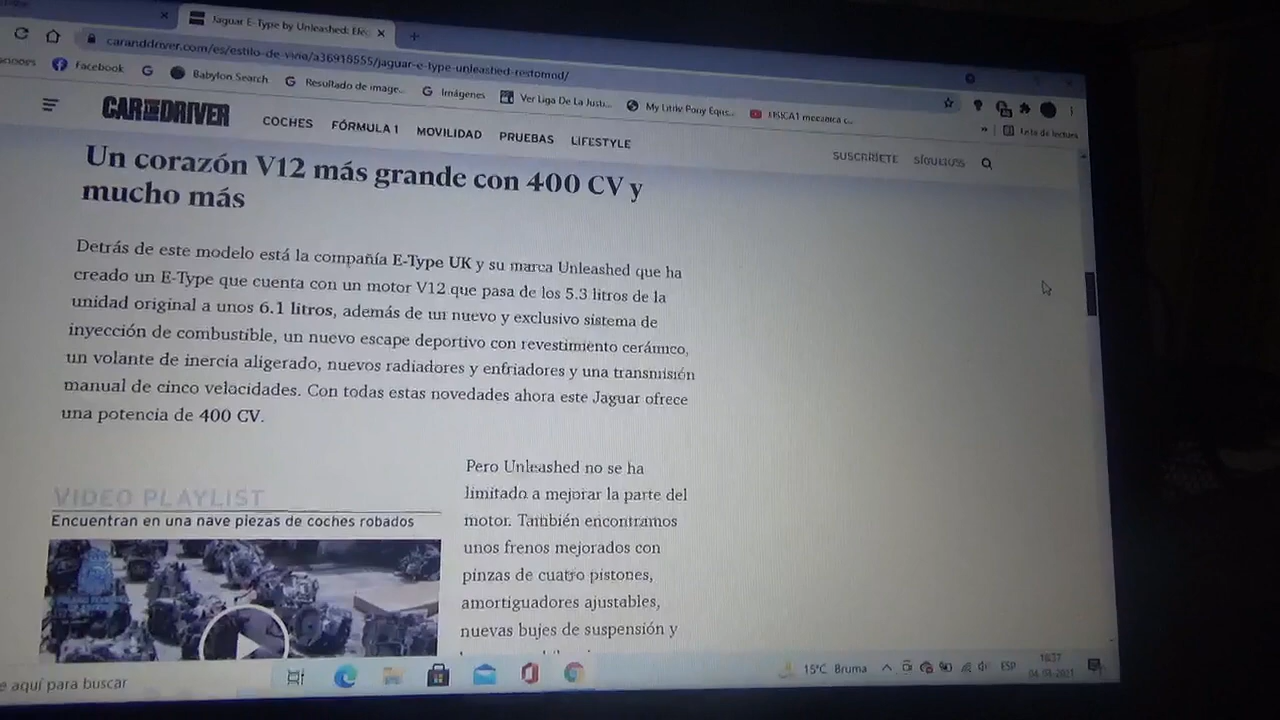 Jaguar E-Type by Unleashed: Eléc
caranddriver.com/es/estilo-de-vida/a36918555/jaguar-e-type-unleashed-restomod/
Facebook
Babylon Search
Resultado de image...
Imágenes
Ver Liga De La Justi...
My Little Pony Eques...
FISICA1 mecanica c...
»
Lista de lectura
CAR AND DRIVER
COCHES
FÓRMULA 1
MOVILIDAD
PRUEBAS
LIFESTYLE
SUSCRÍBETE
SÍGUENOS
Un corazón V12 más grande con 400 CV y
mucho más
Detrás de este modelo está la compañía E-Type UK y su marca Unleashed que ha
creado un E-Type que cuenta con un motor V12 que pasa de los 5.3 litros de la
unidad original a unos 6.1 litros, además de un nuevo y exclusivo sistema de
inyección de combustible, un nuevo escape deportivo con revestimiento cerámico,
un volante de inercia aligerado, nuevos radiadores y enfriadores y una transmisión
manual de cinco velocidades. Con todas estas novedades ahora este Jaguar ofrece
una potencia de 400 CV.
VIDEO PLAYLIST
Encuentran en una nave piezas de coches robados
Pero Unleashed no se ha
limitado a mejorar la parte del
motor. También encontramos
unos frenos mejorados con
pinzas de cuatro pistones,
amortiguadores ajustables,
nuevas bujes de suspensión y
e aquí para buscar
15°C Bruma
ESP